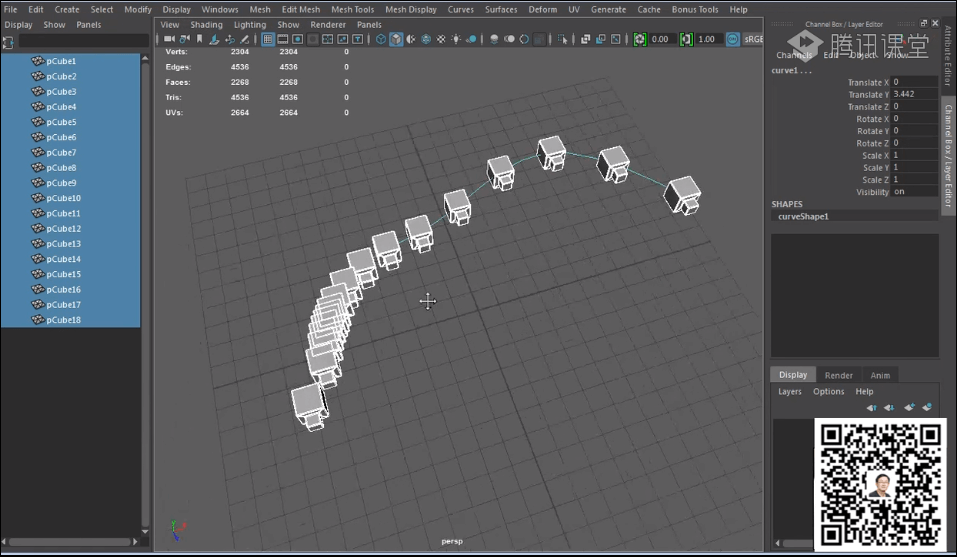 File Edit Create Select Modify Display Windows Mesh Edit Mesh Mesh Tools Mesh Display Curves Surfaces Deform UV Generate Cache Bonus Tools Help
Display Show Panels
View Shading Lighting Show Renderer Panels
0.00 1.00 sRGB
Channel Box / Layer Editor
腾讯课堂
Channels Edit Object Show
pCube1
pCube2
pCube3
pCube4
pCube5
pCube6
pCube7
pCube8
pCube9
pCube10
pCube11
pCube12
pCube13
pCube14
pCube15
pCube16
pCube17
pCube18
Verts: 2304 2304 0
Edges: 4536 4536 0
Faces: 2268 2268 0
Tris: 4536 4536 0
UVs: 2664 2664 0
persp
curve1 . . .
Translate X 0
Translate Y 3.442
Translate Z 0
Rotate X 0
Rotate Y 0
Rotate Z 0
Scale X 1
Scale Y 1
Scale Z 1
Visibility on
SHAPES
curveShape1
Display Render Anim
Layers Options Help
Attribute Editor
Channel Box / Layer Editor